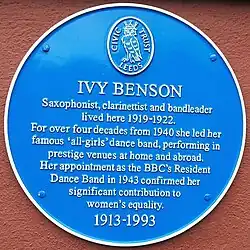 CIVIC TRUST
LEEDS
IVY BENSON
Saxophonist, clarinettist and bandleader
lived here 1919-1922.
For over four decades from 1940 she led her
famous ‘all-girls’ dance band, performing in
prestige venues at home and abroad.
Her appointment as the BBC's Resident
Dance Band in 1943 confirmed her
significant contribution to
women's equality.
1913-1993